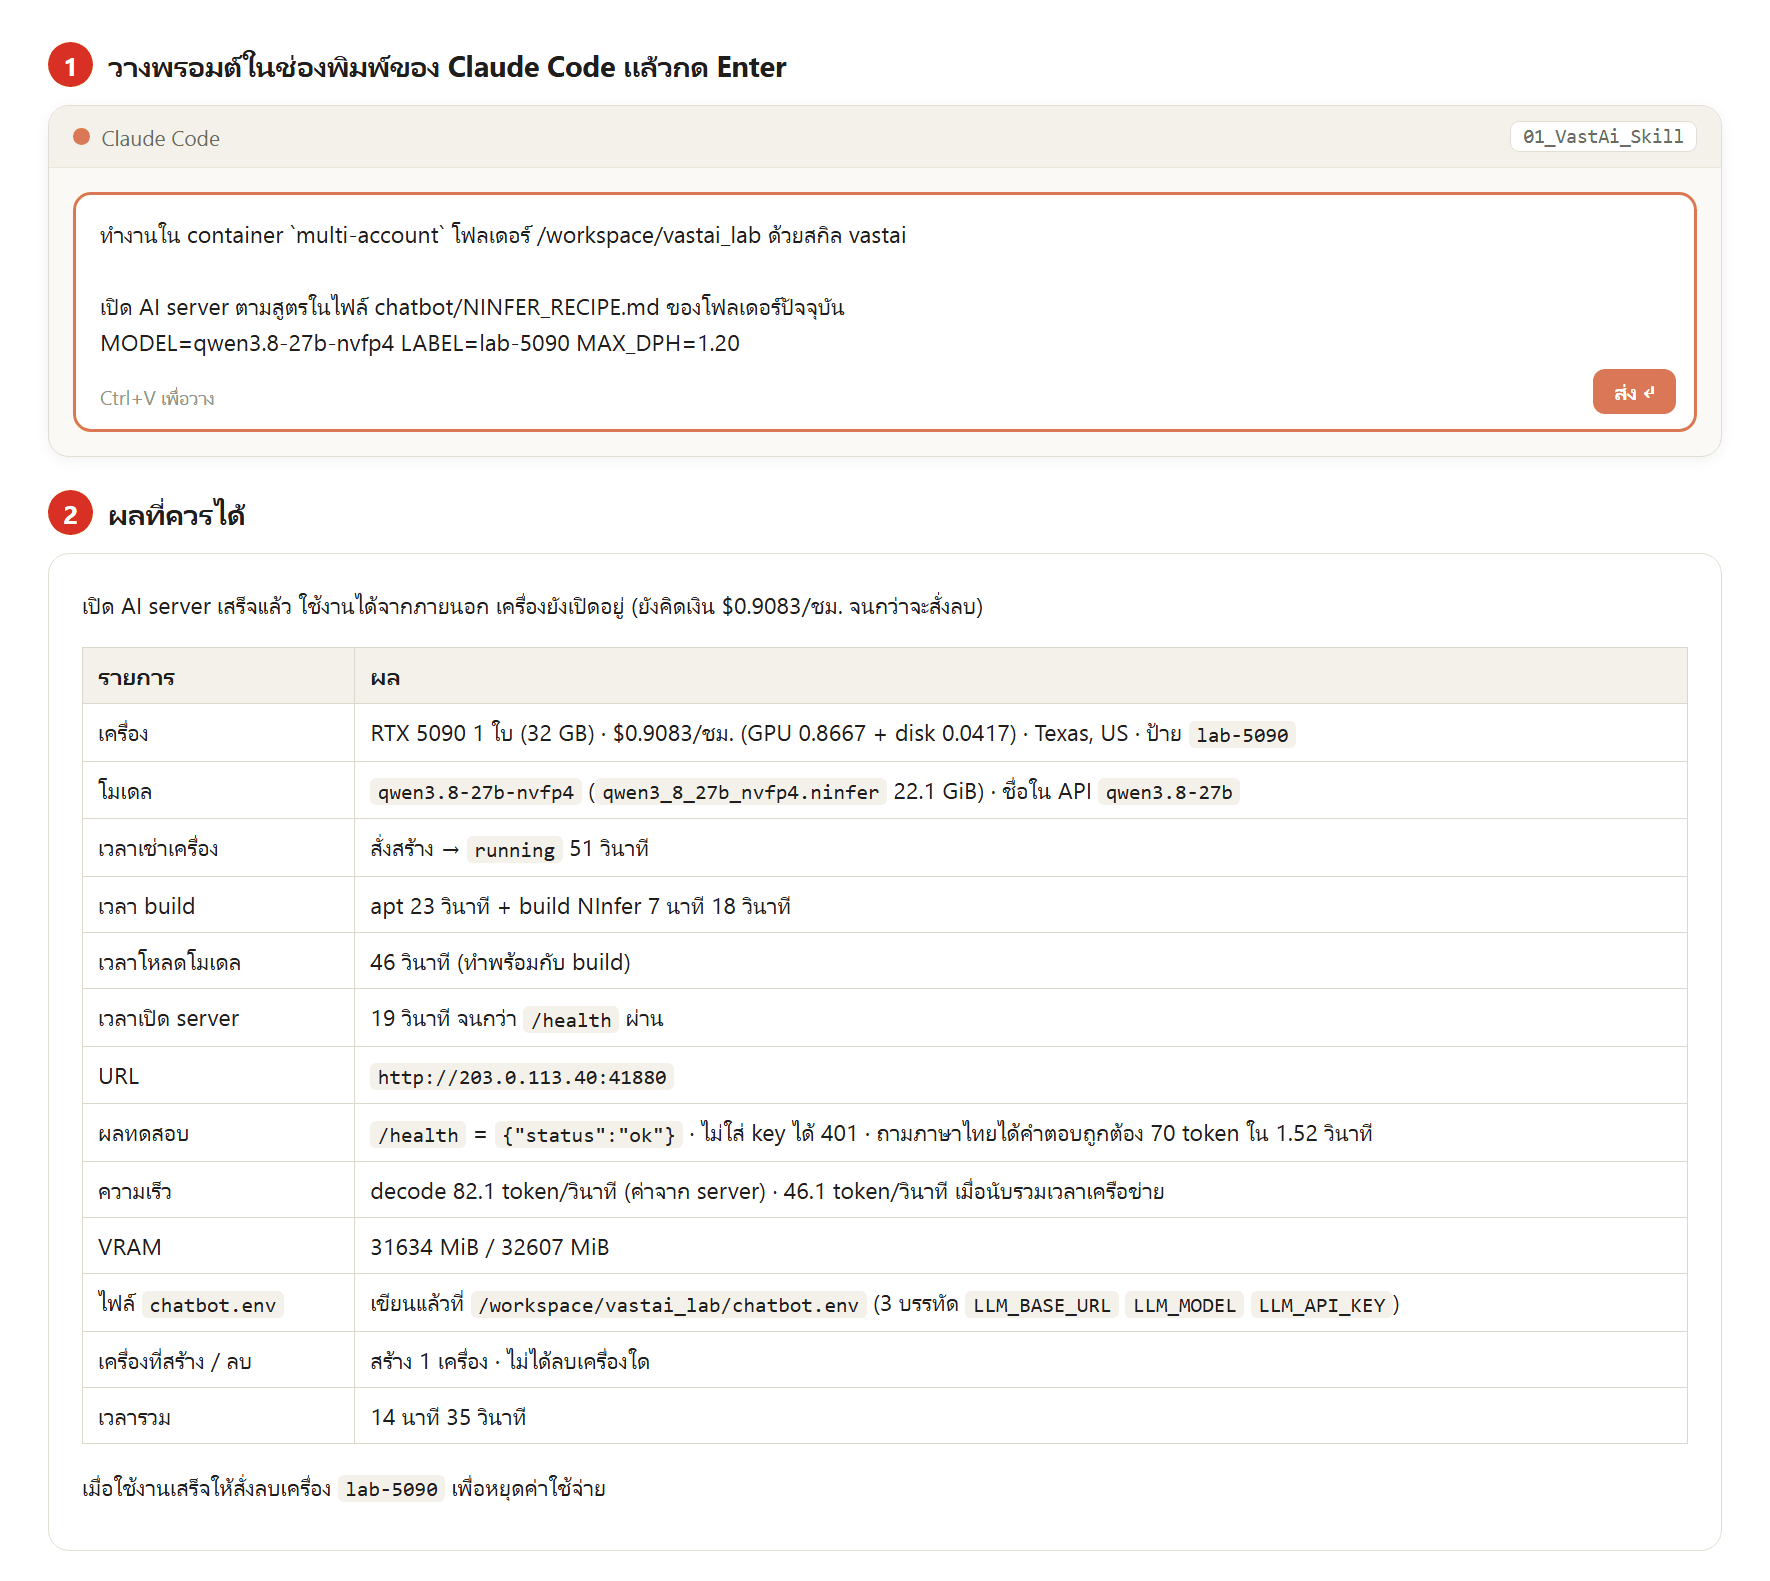 1 วางพรอมต์ในช่องพิมพ์ของ Claude Code แล้วกด Enter
Claude Code
01_VastAi_Skill
ทำงานใน container `multi-account` โฟลเดอร์ /workspace/vastai_lab ด้วยสกิล vastai
เปิด AI server ตามสูตรในไฟล์ chatbot/NINFER_RECIPE.md ของโฟลเดอร์ปัจจุบัน
MODEL=qwen3.8-27b-nvfp4 LABEL=lab-5090 MAX_DPH=1.20
Ctrl+V เพื่อวาง
ส่ง ⏎
2 ผลที่ควรได้
เปิด AI server เสร็จแล้ว ใช้งานได้จากภายนอก เครื่องยังเปิดอยู่ (ยังคิดเงิน $0.9083/ชม. จนกว่าจะสั่งลบ)
รายการ ผล
เครื่อง RTX 5090 1 ใบ (32 GB) · $0.9083/ชม. (GPU 0.8667 + disk 0.0417) · Texas, US · ป้าย lab-5090
โมเดล qwen3.8-27b-nvfp4 (qwen3_8_27b_nvfp4.ninfer 22.1 GiB) · ชื่อใน API qwen3.8-27b
เวลาเช่าเครื่อง สั่งสร้าง → running 51 วินาที
เวลา build apt 23 วินาที + build NInfer 7 นาที 18 วินาที
เวลาโหลดโมเดล 46 วินาที (ทำพร้อมกับ build)
เวลาเปิด server 19 วินาที จนกว่า /health ผ่าน
URL http://203.0.113.40:41880
ผลทดสอบ /health = {"status":"ok"} · ไม่ใส่ key ได้ 401 · ถามภาษาไทยได้คำตอบถูกต้อง 70 token ใน 1.52 วินาที
ความเร็ว decode 82.1 token/วินาที (ค่าจาก server) · 46.1 token/วินาที เมื่อนับรวมเวลาเครือข่าย
VRAM 31634 MiB / 32607 MiB
ไฟล์ chatbot.env เขียนแล้วที่ /workspace/vastai_lab/chatbot.env (3 บรรทัด LLM_BASE_URL LLM_MODEL LLM_API_KEY)
เครื่องที่สร้าง / ลบ สร้าง 1 เครื่อง · ไม่ได้ลบเครื่องใด
เวลารวม 14 นาที 35 วินาที
เมื่อใช้งานเสร็จให้สั่งลบเครื่อง lab-5090 เพื่อหยุดค่าใช้จ่าย